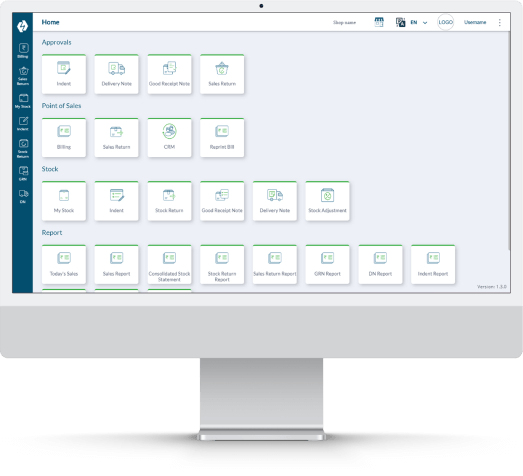 Home
Shop name
EN
LOGO
Username
Billing
Sales
Return
My Stock
Indent
Stock
Return
GRN
DN
Approvals
Indent
Delivery Note
Good Receipt Note
Sales Return
Point of Sales
Billing
Sales Return
CRM
Reprint Bill
Stock
My Stock
Indent
Stock Return
Good Receipt Note
Delivery Note
Stock Adjustment
Report
Today's Sales
Sales Report
Consolidated Stock
Statement
Stock Return
Report
Sales Return Report
GRN Report
DN Report
Indent Report
Version: 1.3.0